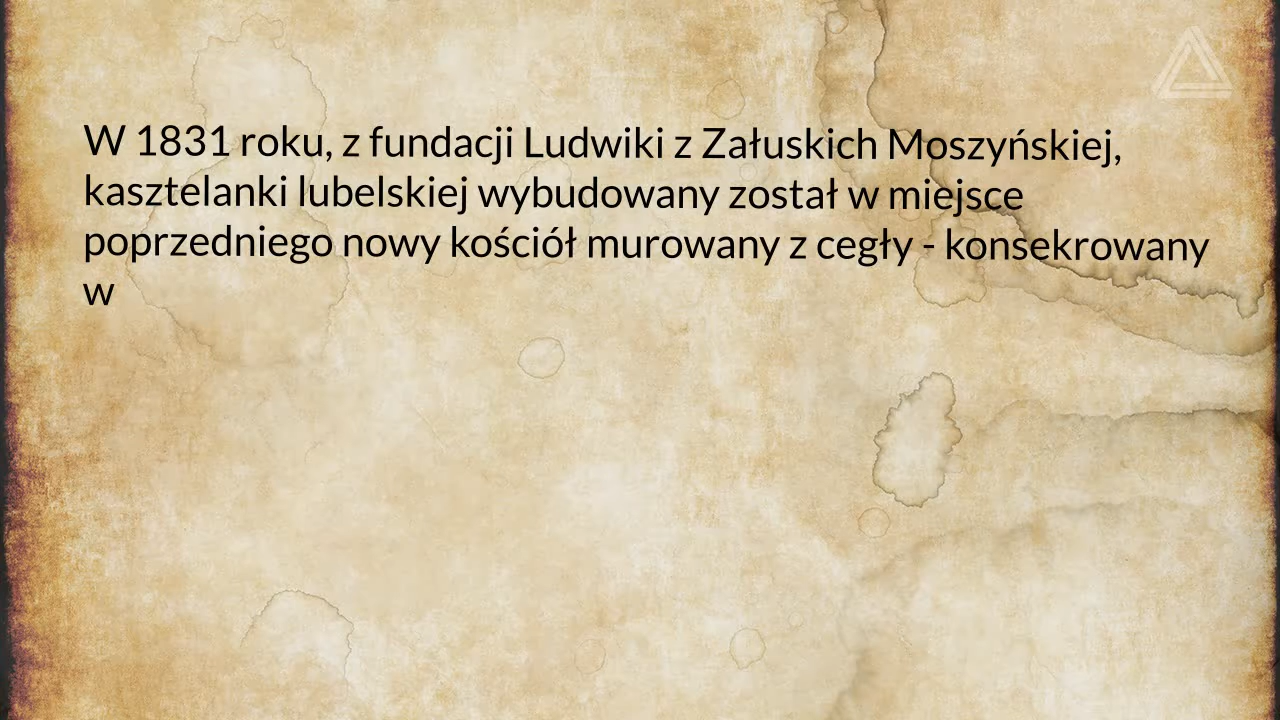 W 1831 roku, z fundacji Ludwiki z Załuskich Moszyńskiej,
kasztelanki lubelskiej wybudowany został w miejsce
poprzedniego nowy kościół murowany z cegły - konsekrowany
w